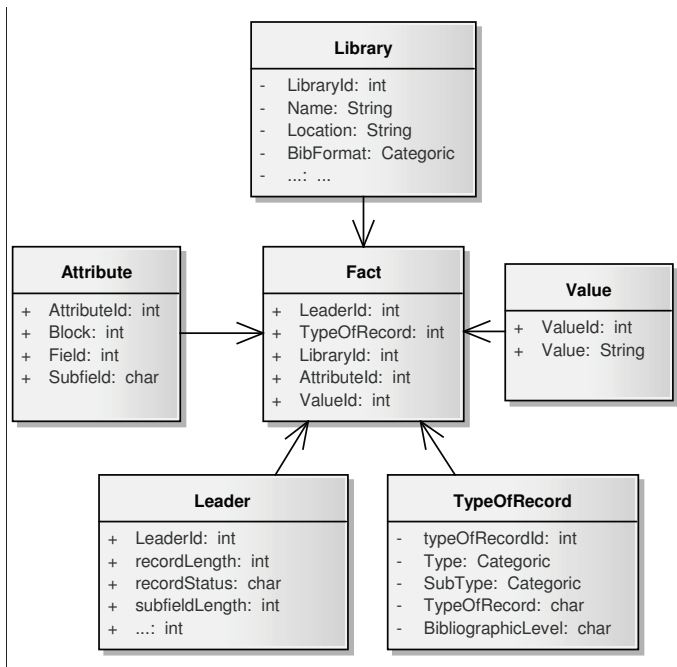 Library
- LibraryId: int
- Name: String
- Location: String
- BibFormat: Categoric
- ...: ...
Attribute
+ AttributeId: int
+ Block: int
+ Field: int
+ Subfield: char
Fact
+ LeaderId: int
+ TypeOfRecord: int
+ LibraryId: int
+ AttributeId: int
+ ValueId: int
Value
+ ValueId: int
+ Value: String
Leader
+ LeaderId: int
+ recordLength: int
+ recordStatus: char
+ subfieldLength: int
+ ...: int
TypeOfRecord
- typeOfRecordId: int
- Type: Categoric
- SubType: Categoric
- TypeOfRecord: char
- BibliographicLevel: char